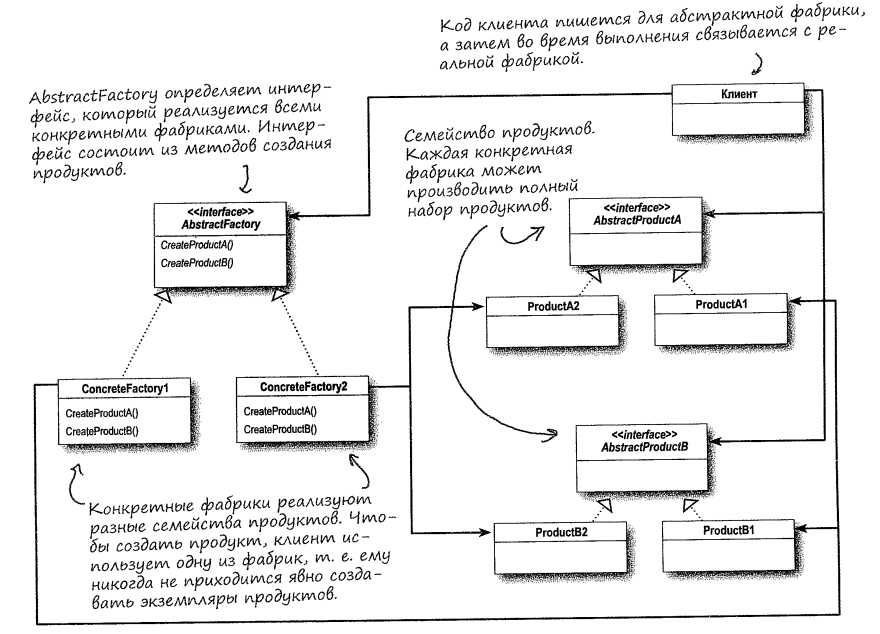 Код клиента пишется для абстрактной фабрики,
а затем во время выполнения связывается с ре-
альной фабрикой.
AbstractFactory определяет интер-
фейс, который реализуется всеми
конкретными фабриками. Интер-
фейс состоит из методов создания
продуктов.
Клиент
Семейство продуктов.
Каждая конкретная
фабрика может
производить полный
набор продуктов.
<<interface>>
AbstractFactory
CreateProductA()
CreateProductB()
<<interface>>
AbstractProductA
ProductA2
ProductA1
ConcreteFactory1
CreateProductA()
CreateProductB()
ConcreteFactory2
CreateProductA()
CreateProductB()
<<interface>>
AbstractProductB
ProductB2
ProductB1
Конкретные фабрики реализуют
разные семейства продуктов. Что-
бы создать продукт, клиент ис-
пользует одну из фабрик, т. е. ему
никогда не приходится явно созда-
вать экземпляры продуктов.